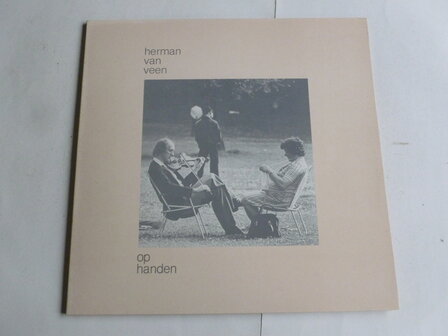 herman
van
veen
op
handen